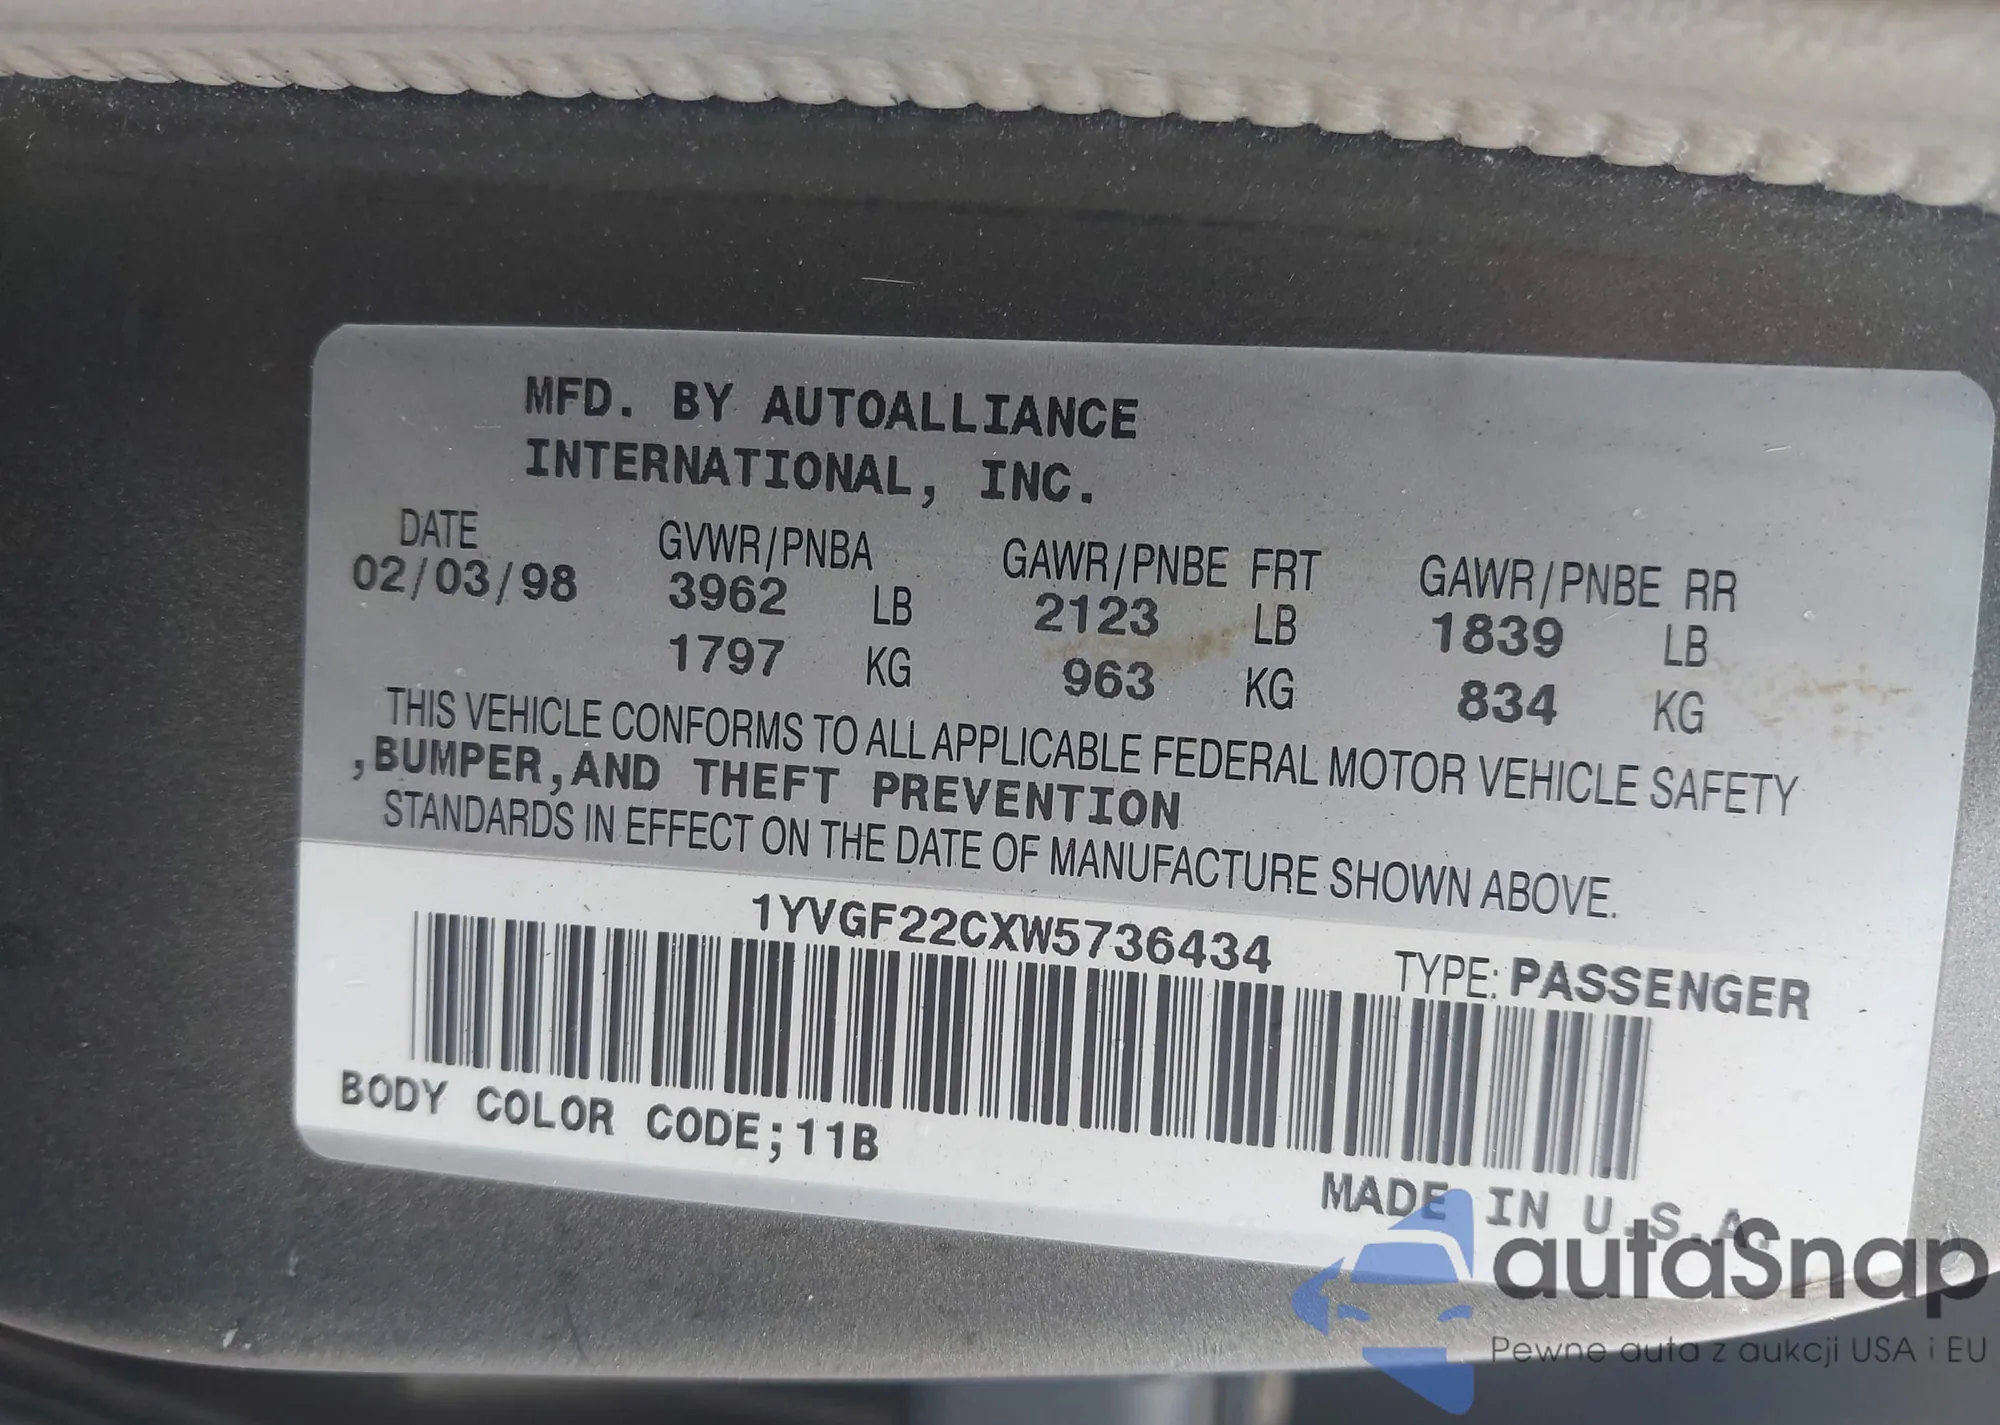 MFD. BY AUTOALLIANCE
INTERNATIONAL, INC.
DATE GVWR/PNBA GAWR/PNBE FRT GAWR/PNBE RR
02/03/98 3962 LB 2123 LB 1839 LB
1797 KG 963 KG 834 KG
THIS VEHICLE CONFORMS TO ALL APPLICABLE FEDERAL MOTOR VEHICLE SAFETY
,BUMPER,AND THEFT PREVENTION
STANDARDS IN EFFECT ON THE DATE OF MANUFACTURE SHOWN ABOVE.
1YVGF22CXW5736434
TYPE: PASSENGER
BODY COLOR CODE;11B
MADE IN U.S.A.
autaSnap
Pewne auta z aukcji USA i EU